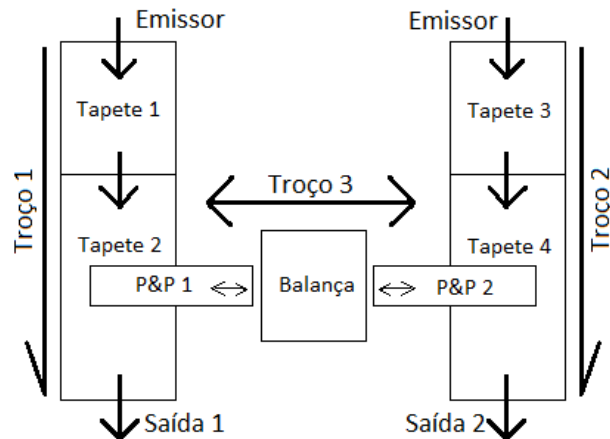 Emissor
Emissor
Tapete 1
Tapete 3
Troço 1
Troço 3
Troço 2
Tapete 2
Tapete 4
P&P 1
Balança
P&P 2
Saída 1
Saída 2